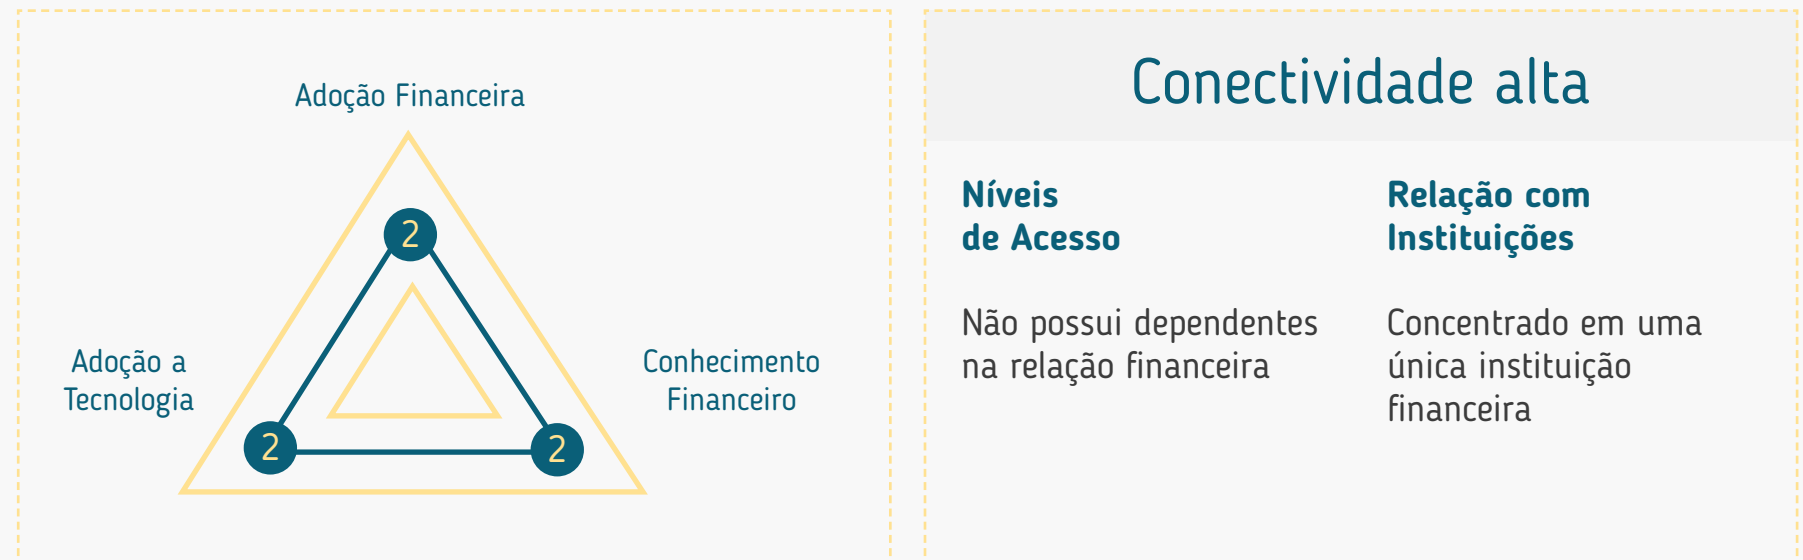 Adoção Financeira
2
Adoção a
Tecnologia
Conhecimento
Financeiro
2
2
Conectividade alta
Níveis
de Acesso
Não possui dependentes
na relação financeira
Relação com
Instituições
Concentrado em uma
única instituição
financeira